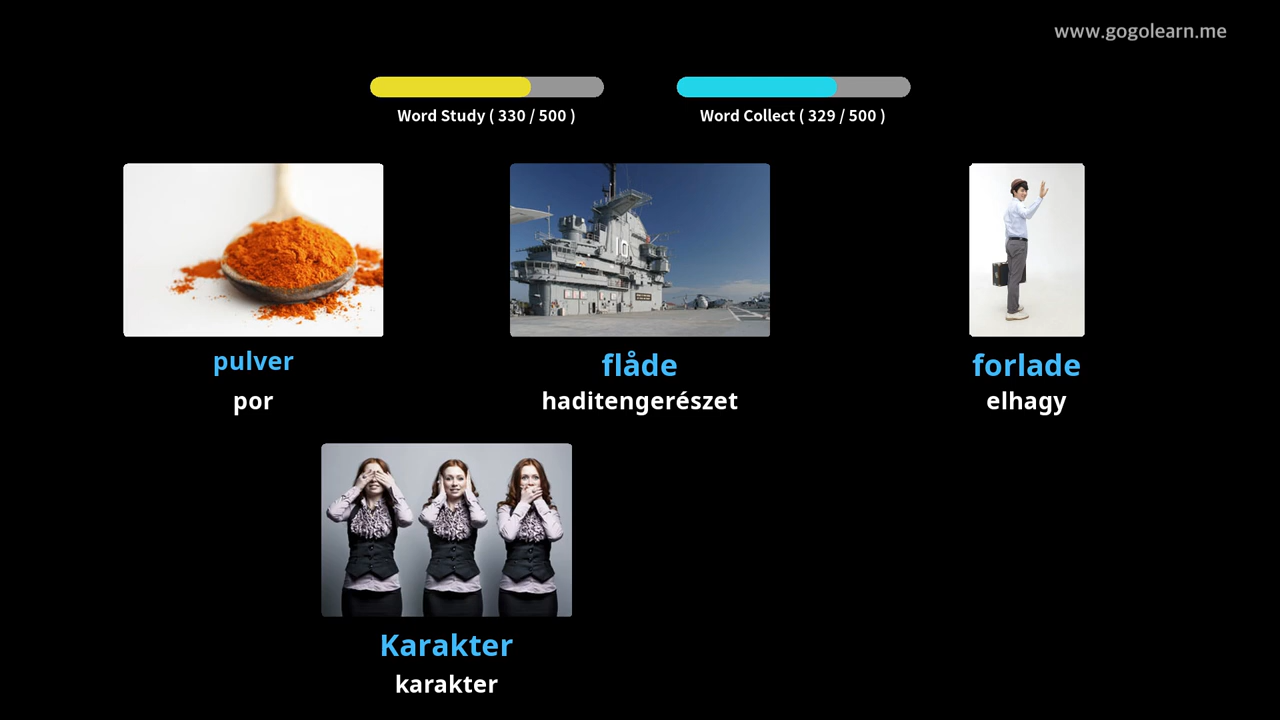 www.gogolearn.me
Word Study ( 330 / 500 )
Word Collect ( 329 / 500 )
10
pulver
flåde
forlade
por
haditengerészet
elhagy
Karakter
karakter